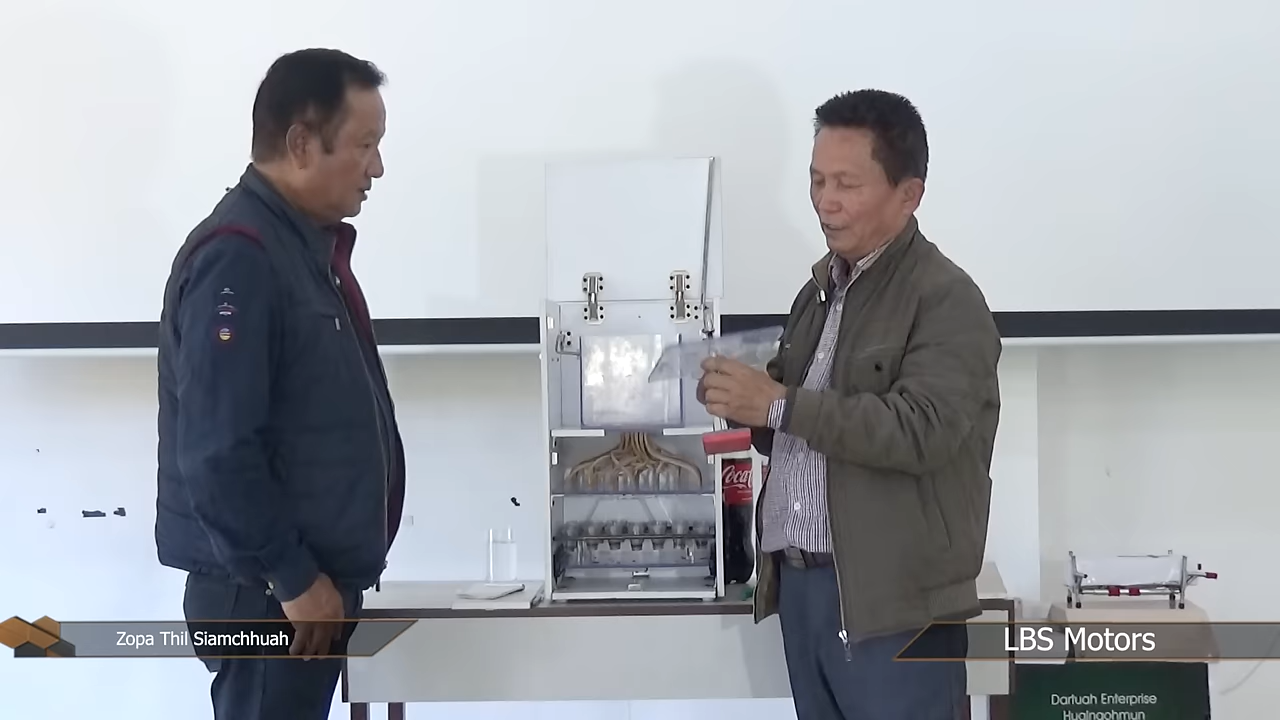 Coca
Zopa Thil Siamchhuah
LBS Motors
Dartuah Enterprise
Hualngohmun